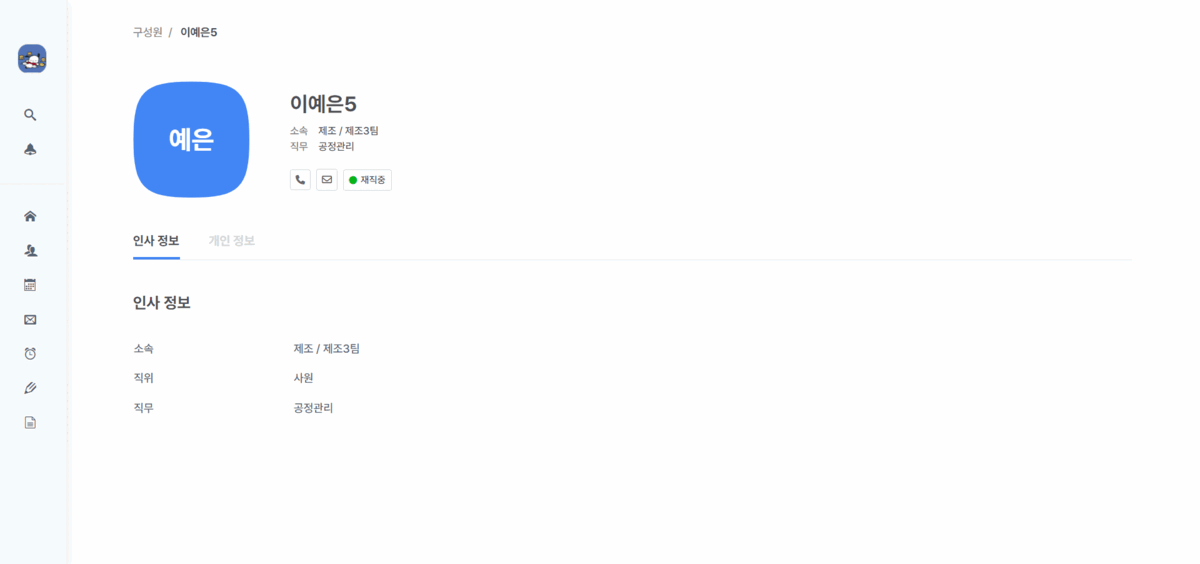 구성원 / 이예은5
예은
이예은5
소속 제조 / 제조3팀
직무 공정관리
재직중
인사 정보 개인 정보
인사 정보
소속 제조 / 제조3팀
직위 사원
직무 공정관리